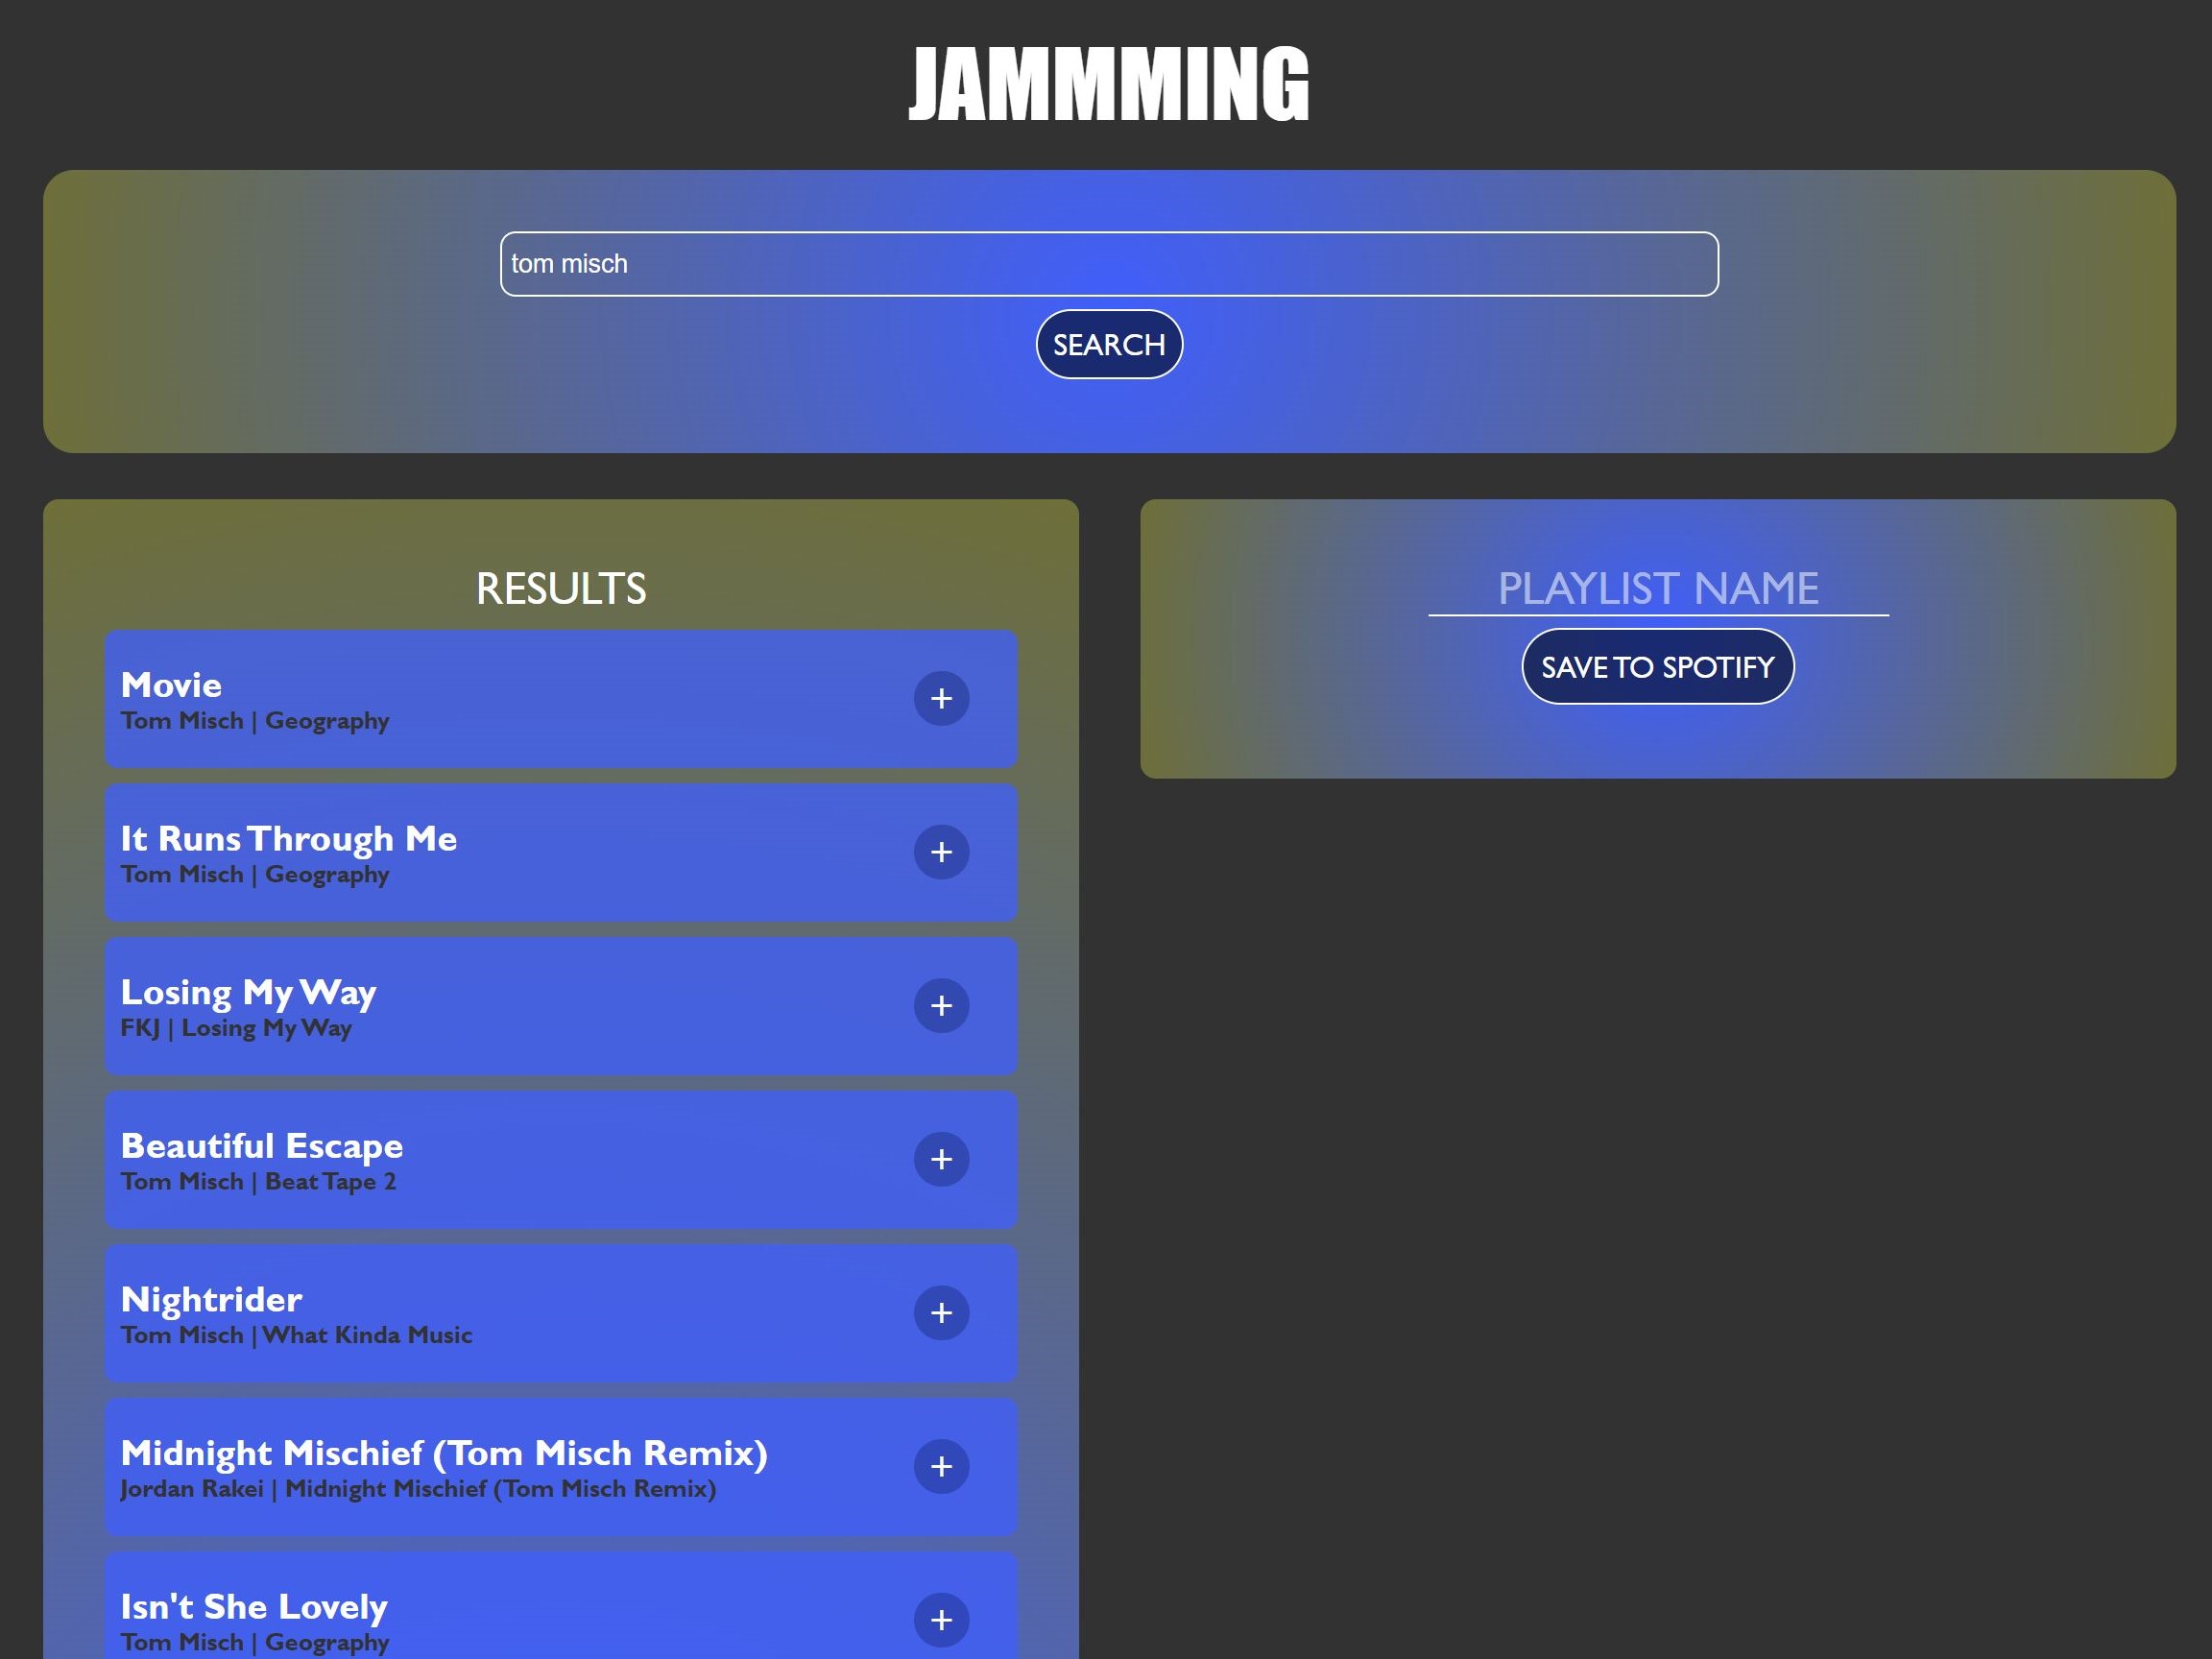 JAMMMING
tom misch
SEARCH
RESULTS
Movie
Tom Misch | Geography
+
It Runs Through Me
Tom Misch | Geography
+
Losing My Way
FKJ | Losing My Way
+
Beautiful Escape
Tom Misch | Beat Tape 2
+
Nightrider
Tom Misch | What Kinda Music
+
Midnight Mischief (Tom Misch Remix)
Jordan Rakei | Midnight Mischief (Tom Misch Remix)
+
Isn't She Lovely
Tom Misch | Geography
+
PLAYLIST NAME
SAVE TO SPOTIFY